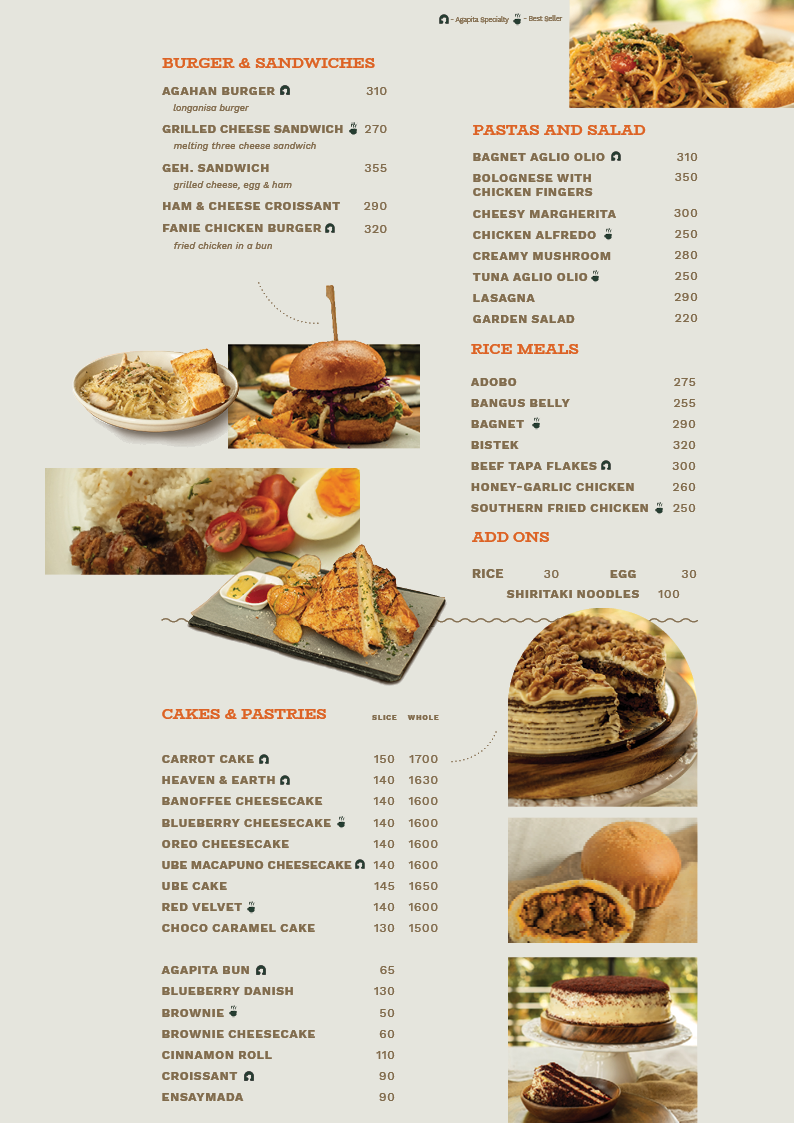 - Agapita Specialty - Best Seller
BURGER & SANDWICHES
AGAHAN BURGER 310
longanisa burger
GRILLED CHEESE SANDWICH 270
melting three cheese sandwich
GEH. SANDWICH 355
grilled cheese, egg & ham
HAM & CHEESE CROISSANT 290
FANIE CHICKEN BURGER 320
fried chicken in a bun
PASTAS AND SALAD
BAGNET AGLIO OLIO 310
BOLOGNESE WITH 350
CHICKEN FINGERS
CHEESY MARGHERITA 300
CHICKEN ALFREDO 250
CREAMY MUSHROOM 280
TUNA AGLIO OLIO 250
LASAGNA 290
GARDEN SALAD 220
RICE MEALS
ADOBO 275
BANGUS BELLY 255
BAGNET 290
BISTEK 320
BEEF TAPA FLAKES 300
HONEY-GARLIC CHICKEN 260
SOUTHERN FRIED CHICKEN 250
ADD ONS
RICE 30 EGG 30
SHIRITAKI NOODLES 100
CAKES & PASTRIES SLICE WHOLE
CARROT CAKE 150 1700
HEAVEN & EARTH 140 1630
BANOFFEE CHEESECAKE 140 1600
BLUEBERRY CHEESECAKE 140 1600
OREO CHEESECAKE 140 1600
UBE MACAPUNO CHEESECAKE 140 1600
UBE CAKE 145 1650
RED VELVET 140 1600
CHOCO CARAMEL CAKE 130 1500
AGAPITA BUN 65
BLUEBERRY DANISH 130
BROWNIE 50
BROWNIE CHEESECAKE 60
CINNAMON ROLL 110
CROISSANT 90
ENSAYMADA 90